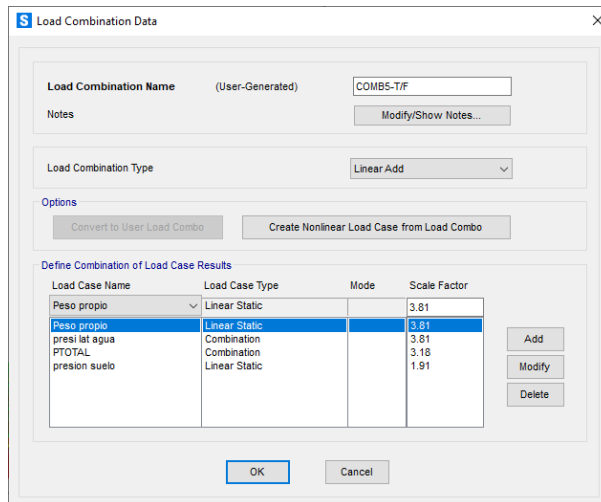 S Load Combination Data
Load Combination Name (User-Generated) COMB5-T/F
Notes Modify/Show Notes...
Load Combination Type Linear Add
Options
Convert to User Load Combo Create Nonlinear Load Case from Load Combo
Define Combination of Load Case Results
Load Case Name Load Case Type Mode Scale Factor
Peso propio Linear Static 3.81
Peso propio Linear Static 3.81
presi lat agua Combination 3.81
PTOTAL Combination 3.18
presion suelo Linear Static 1.91
Add
Modify
Delete
OK Cancel